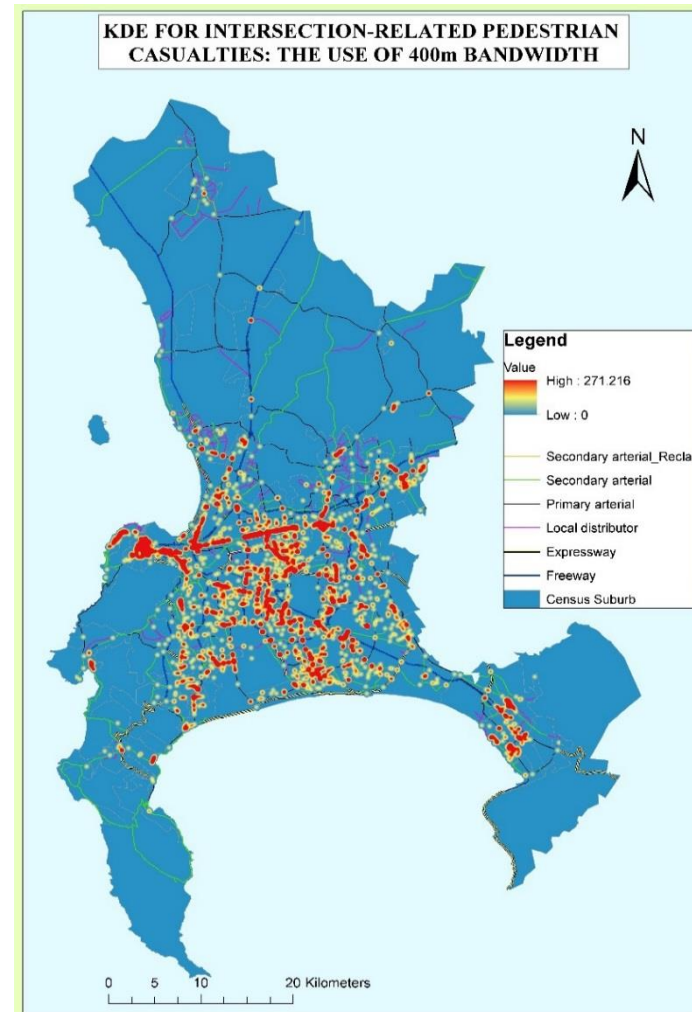 KDE FOR INTERSECTION-RELATED PEDESTRIAN
CASUALTIES: THE USE OF 400m BANDWIDTH
N
Legend
Value
High : 271.216
Low : 0
Secondary arterial_Recla
Secondary arterial
Primary arterial
Local distributor
Expressway
Freeway
Census Suburb
0 5 10 20 Kilometers